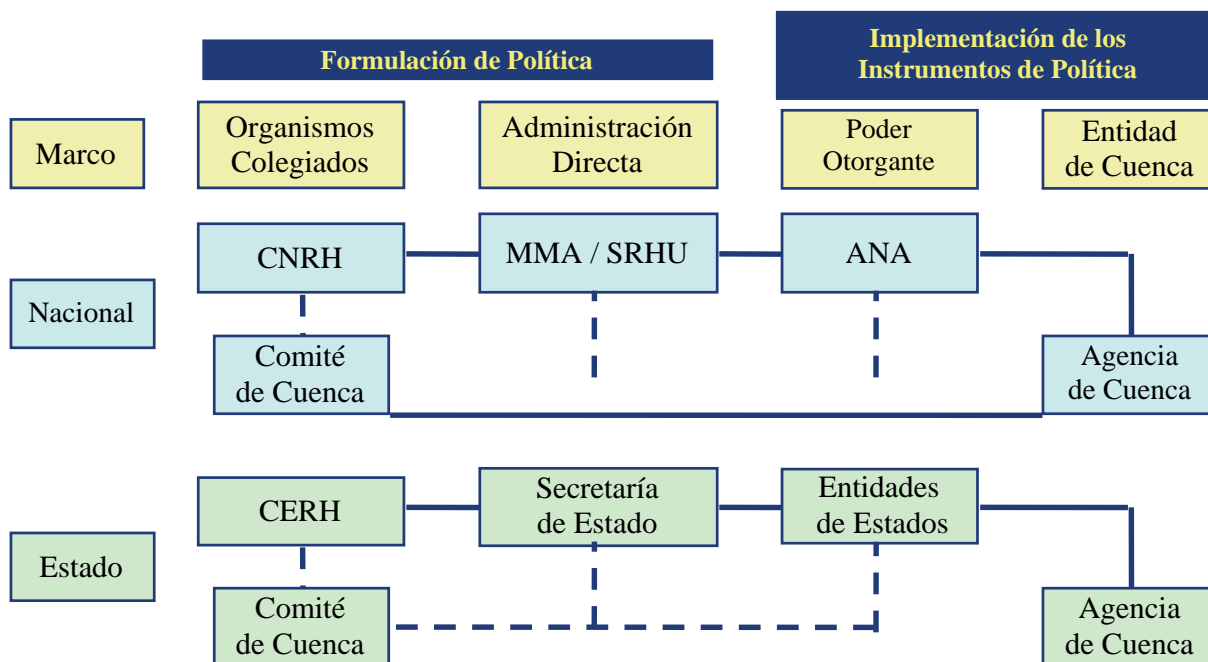 Formulación de Política
Implementación de los
Instrumentos de Política
Marco
Organismos
Colegiados
Administración
Directa
Poder
Otorgante
Entidad
de Cuenca
Nacional
CNRH
MMA / SRHU
ANA
Comité
de Cuenca
Agencia
de Cuenca
Estado
CERH
Secretaría
de Estado
Entidades
de Estados
Comité
de Cuenca
Agencia
de Cuenca